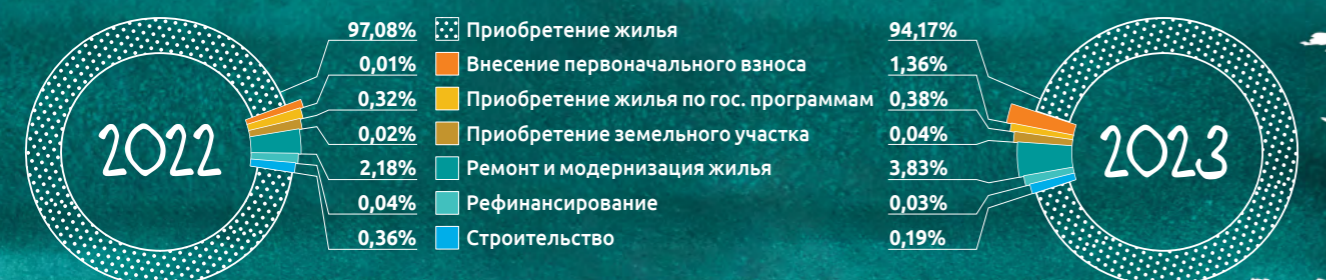 97,08% Приобретение жилья 94,17%
0,01% Внесение первоначального взноса 1,36%
0,32% Приобретение жилья по гос. программам 0,38%
0,02% Приобретение земельного участка 0,04%
2,18% Ремонт и модернизация жилья 3,83%
0,04% Рефинансирование 0,03%
0,36% Строительство 0,19%
2022
2023